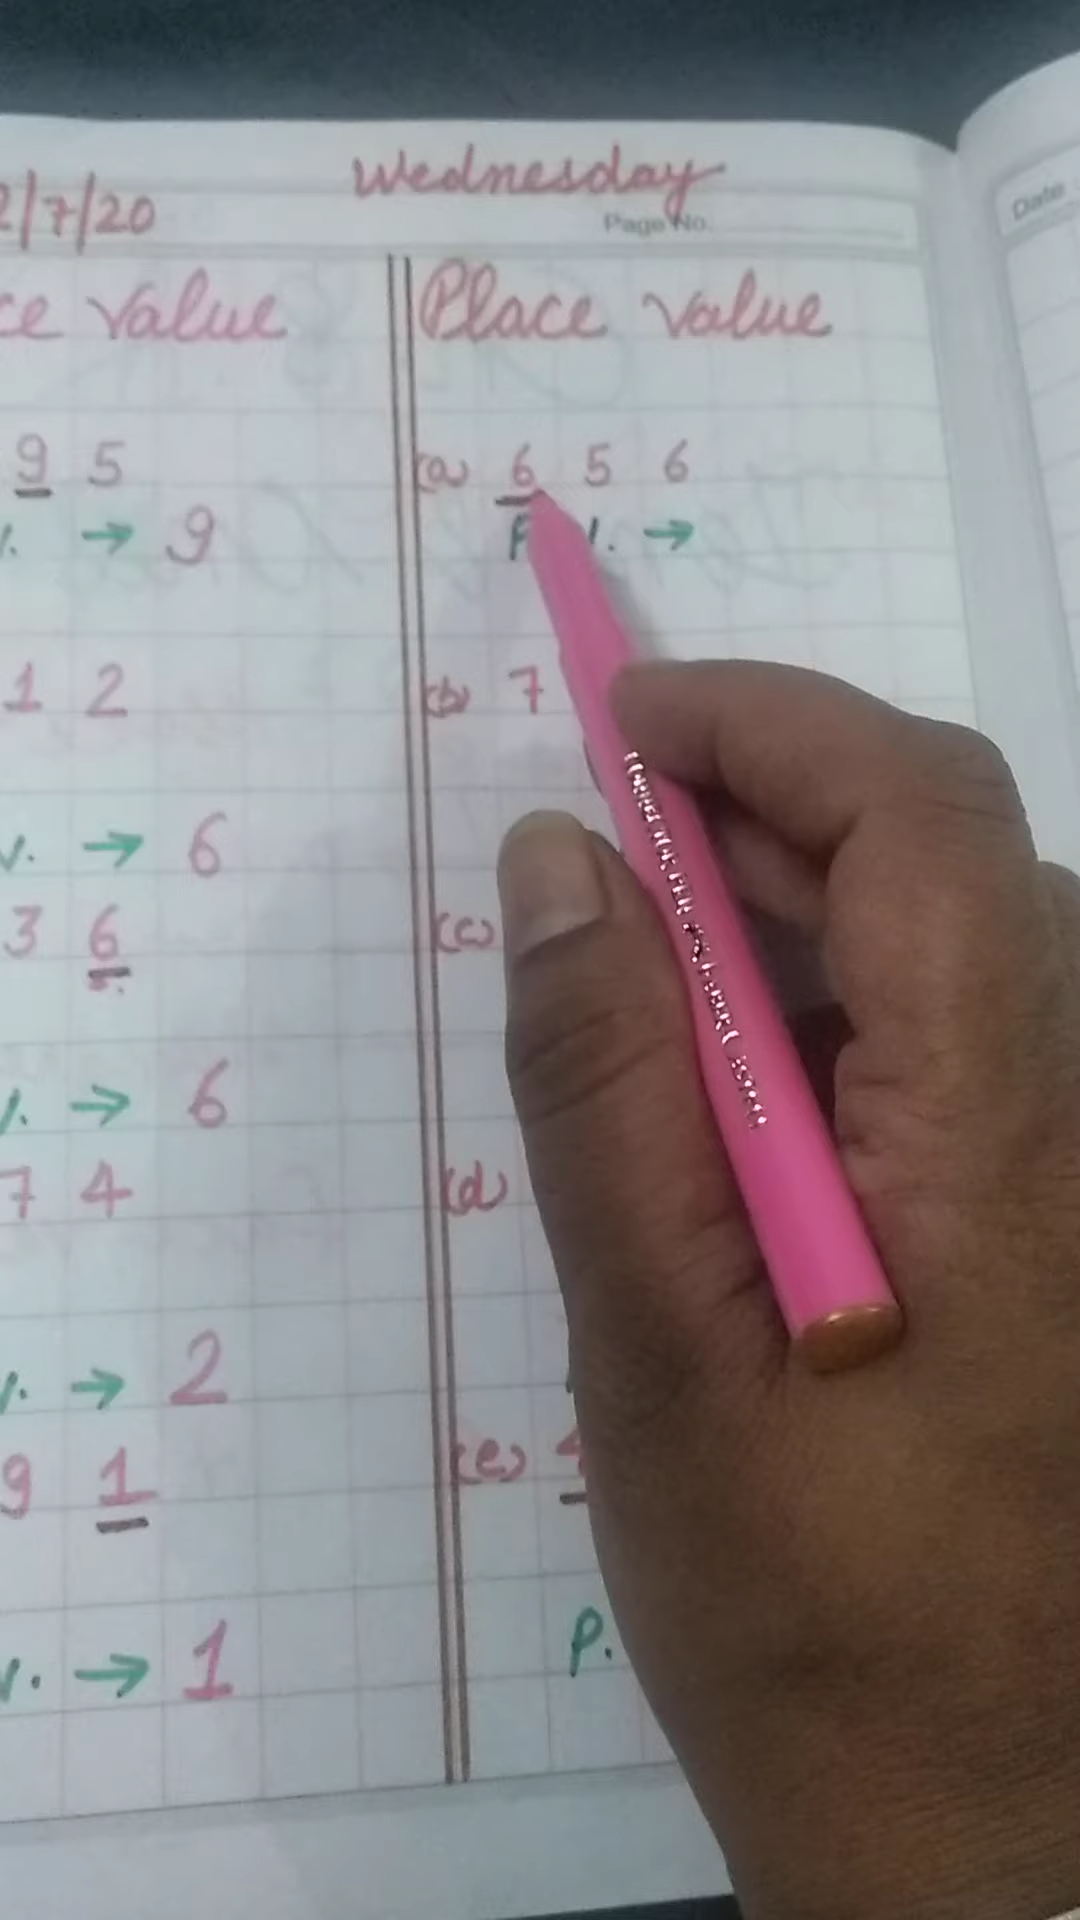 2/7/20
Wednesday
Page No.
Date
ce Value
9 5
→ 9
1 2
v. → 6
3 6
→ 6
7 4
v. → 2
9 1
v. → 1
Place Value
(a) 6 5 6
P →
(b) 7
(c)
(d)
(e) 4
P.